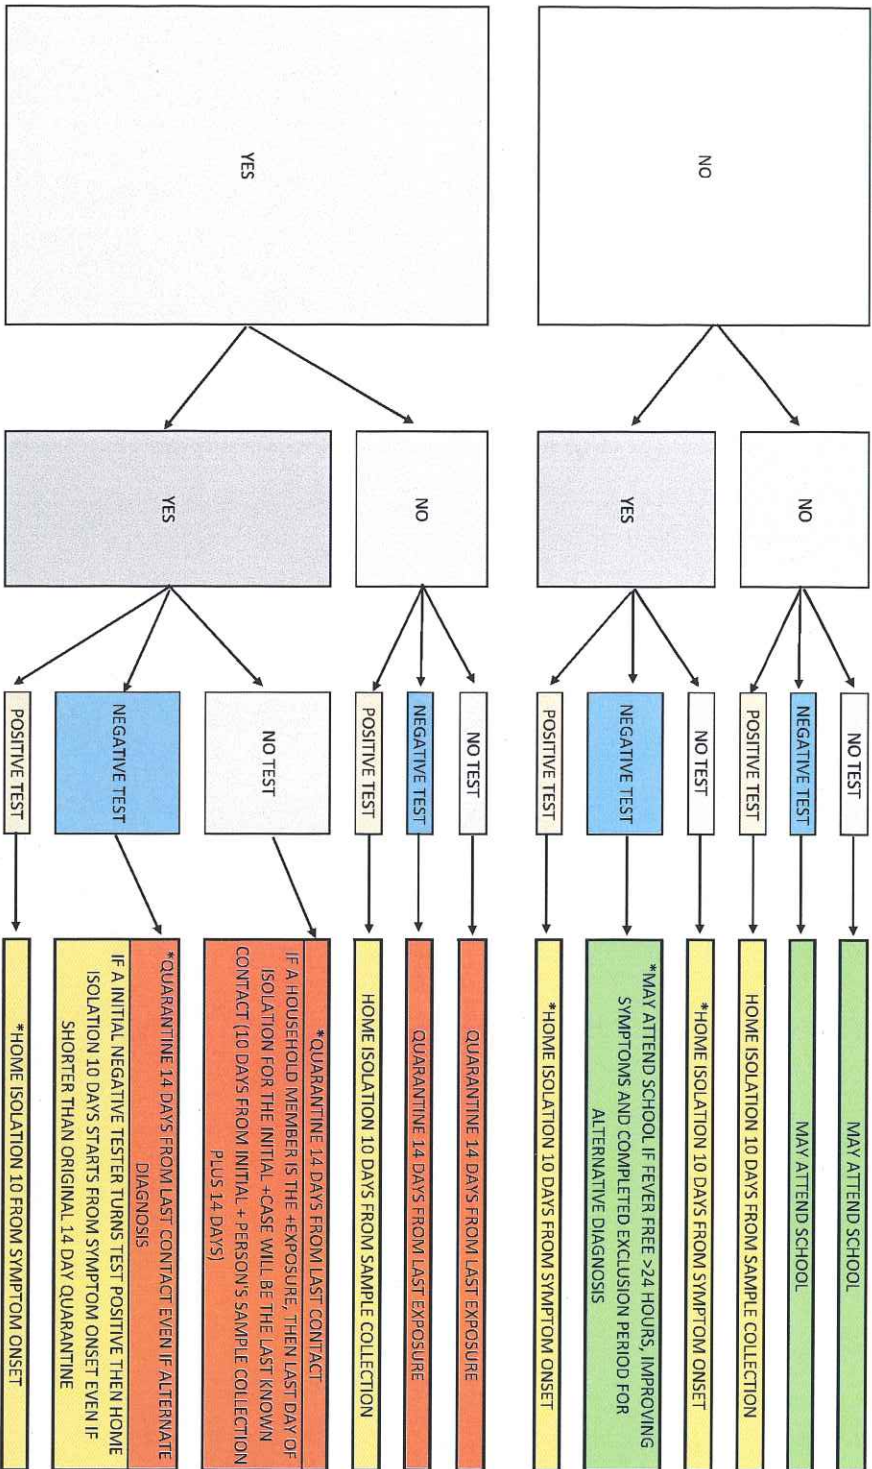 NO
NO
NO TEST
MAY ATTEND SCHOOL
NEGATIVE TEST
MAY ATTEND SCHOOL
POSITIVE TEST
HOME ISOLATION 10 DAYS FROM SAMPLE COLLECTION
YES
NO TEST
*HOME ISOLATION 10 DAYS FROM SYMPTOM ONSET
NEGATIVE TEST
*MAY ATTEND SCHOOL IF FEVER FREE >24 HOURS, IMPROVING
SYMPTOMS AND COMPLETED EXCLUSION PERIOD FOR
ALTERNATIVE DIAGNOSIS
POSITIVE TEST
*HOME ISOLATION 10 DAYS FROM SYMPTOM ONSET
YES
NO
NO TEST
QUARANTINE 14 DAYS FROM LAST EXPOSURE
NEGATIVE TEST
QUARANTINE 14 DAYS FROM LAST EXPOSURE
POSITIVE TEST
HOME ISOLATION 10 DAYS FROM SAMPLE COLLECTION
YES
NO TEST
*QUARANTINE 14 DAYS FROM LAST CONTACT
IF A HOUSEHOLD MEMBER IS THE +EXPOSURE, THEN LAST DAY OF
ISOLATION FOR THE INITIAL +CASE WILL BE THE LAST KNOWN
CONTACT (10 DAYS FROM INITIAL + PERSON'S SAMPLE COLLECTION
PLUS 14 DAYS)
NEGATIVE TEST
*QUARANTINE 14 DAYS FROM LAST CONTACT EVEN IF ALTERNATE
DIAGNOSIS
IF A INITIAL NEGATIVE TESTER TURNS TEST POSITIVE THEN HOME
ISOLATION 10 DAYS STARTS FROM SYMPTOM ONSET EVEN IF
SHORTER THAN ORIGINAL 14 DAY QUARANTINE
POSITIVE TEST
*HOME ISOLATION 10 FROM SYMPTOM ONSET